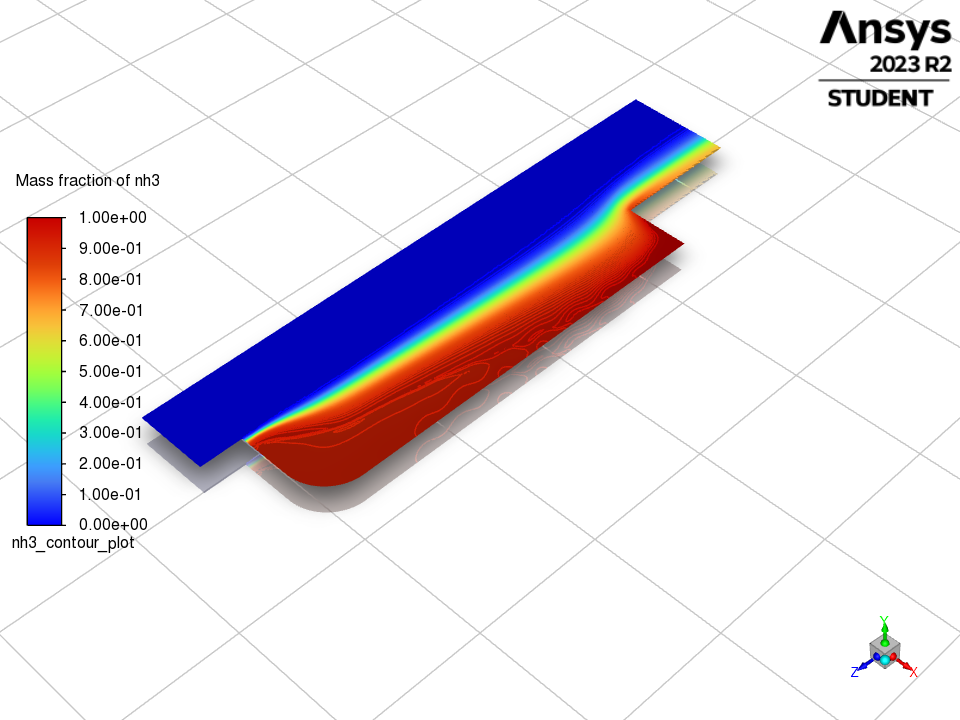 Ansys
2023 R2
STUDENT
Mass fraction of nh3
1.00e+00
9.00e-01
8.00e-01
7.00e-01
6.00e-01
5.00e-01
4.00e-01
3.00e-01
2.00e-01
1.00e-01
0.00e+00
nh3_contour_plot
Y
Z
X